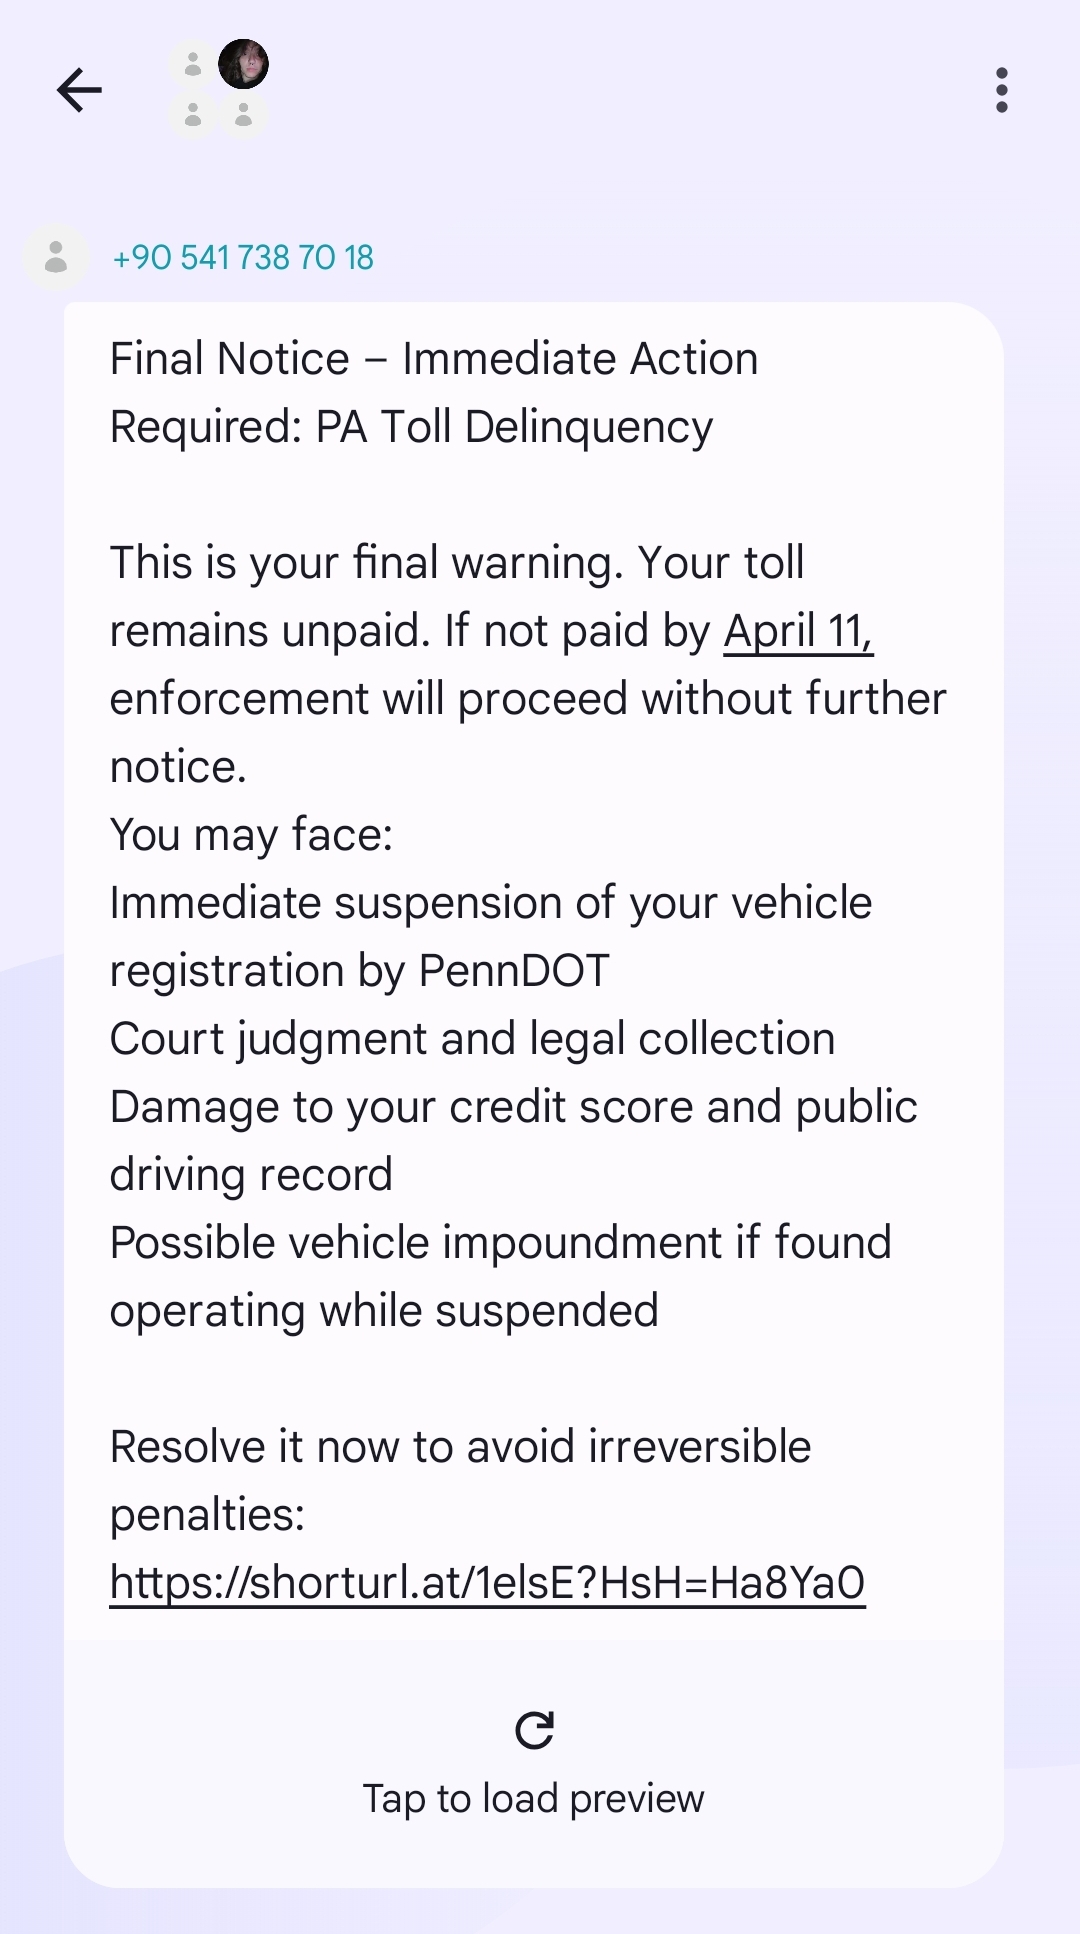 +90 541 738 70 18
Final Notice – Immediate Action
Required: PA Toll Delinquency
This is your final warning. Your toll
remains unpaid. If not paid by April 11,
enforcement will proceed without further
notice.
You may face:
Immediate suspension of your vehicle
registration by PennDOT
Court judgment and legal collection
Damage to your credit score and public
driving record
Possible vehicle impoundment if found
operating while suspended
Resolve it now to avoid irreversible
penalties:
https://shorturl.at/1elsE?HsH=Ha8Ya0
Tap to load preview